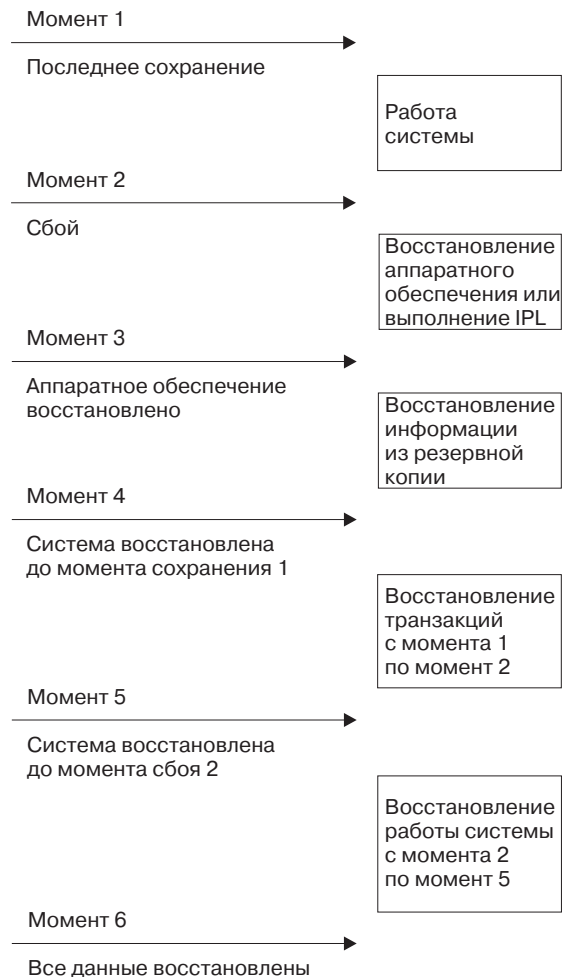 Момент 1
Последнее сохранение
Работа
системы
Момент 2
Сбой
Восстановление
аппаратного
обеспечения или
выполнение IPL
Момент 3
Аппаратное обеспечение
восстановлено
Восстановление
информации
из резервной
копии
Момент 4
Система восстановлена
до момента сохранения 1
Восстановление
транзакций
с момента 1
по момент 2
Момент 5
Система восстановлена
до момента сбоя 2
Восстановление
работы системы
с момента 2
по момент 5
Момент 6
Все данные восстановлены